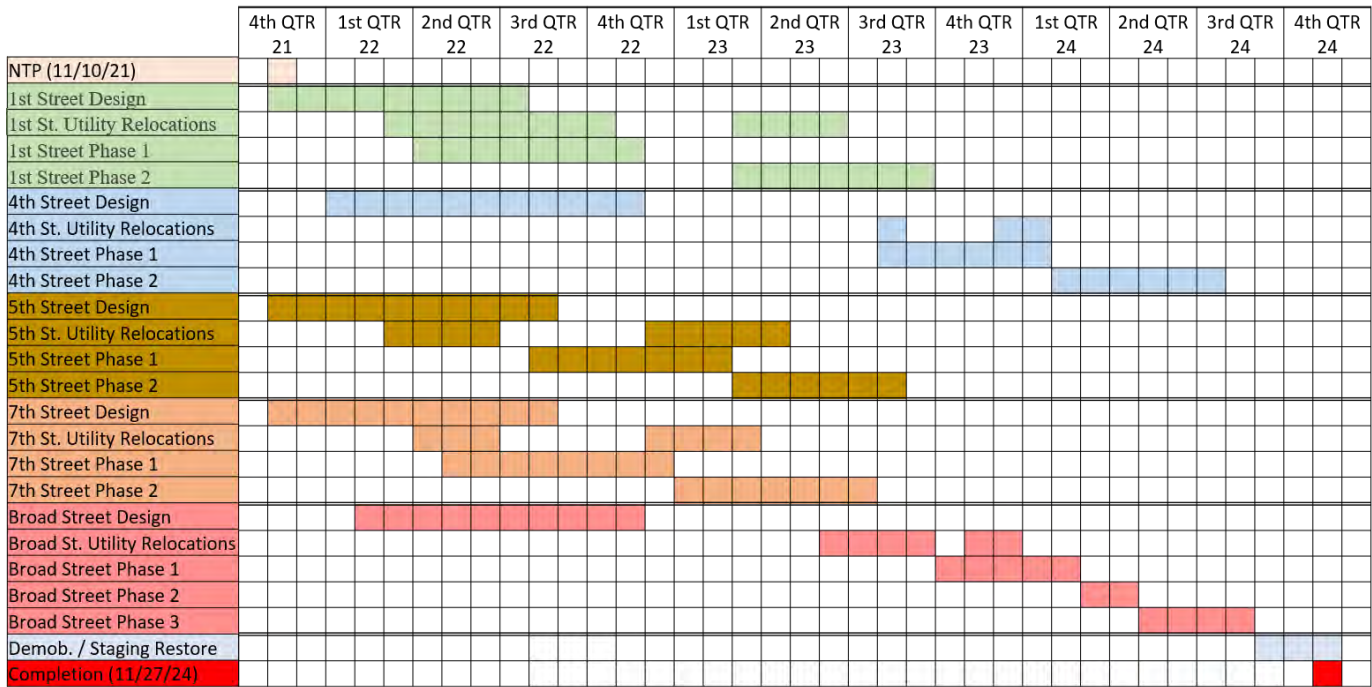 4th QTR 1st QTR 2nd QTR 3rd QTR 4th QTR 1st QTR 2nd QTR 3rd QTR 4th QTR 1st QTR 2nd QTR 3rd QTR 4th QTR
21 22 22 22 22 23 23 23 23 24 24 24 24
NTP (11/10/21)
1st Street Design
1st St. Utility Relocations
1st Street Phase 1
1st Street Phase 2
4th Street Design
4th St. Utility Relocations
4th Street Phase 1
4th Street Phase 2
5th Street Design
5th St. Utility Relocations
5th Street Phase 1
5th Street Phase 2
7th Street Design
7th St. Utility Relocations
7th Street Phase 1
7th Street Phase 2
Broad Street Design
Broad St. Utility Relocations
Broad Street Phase 1
Broad Street Phase 2
Broad Street Phase 3
Demob. / Staging Restore
Completion (11/27/24)